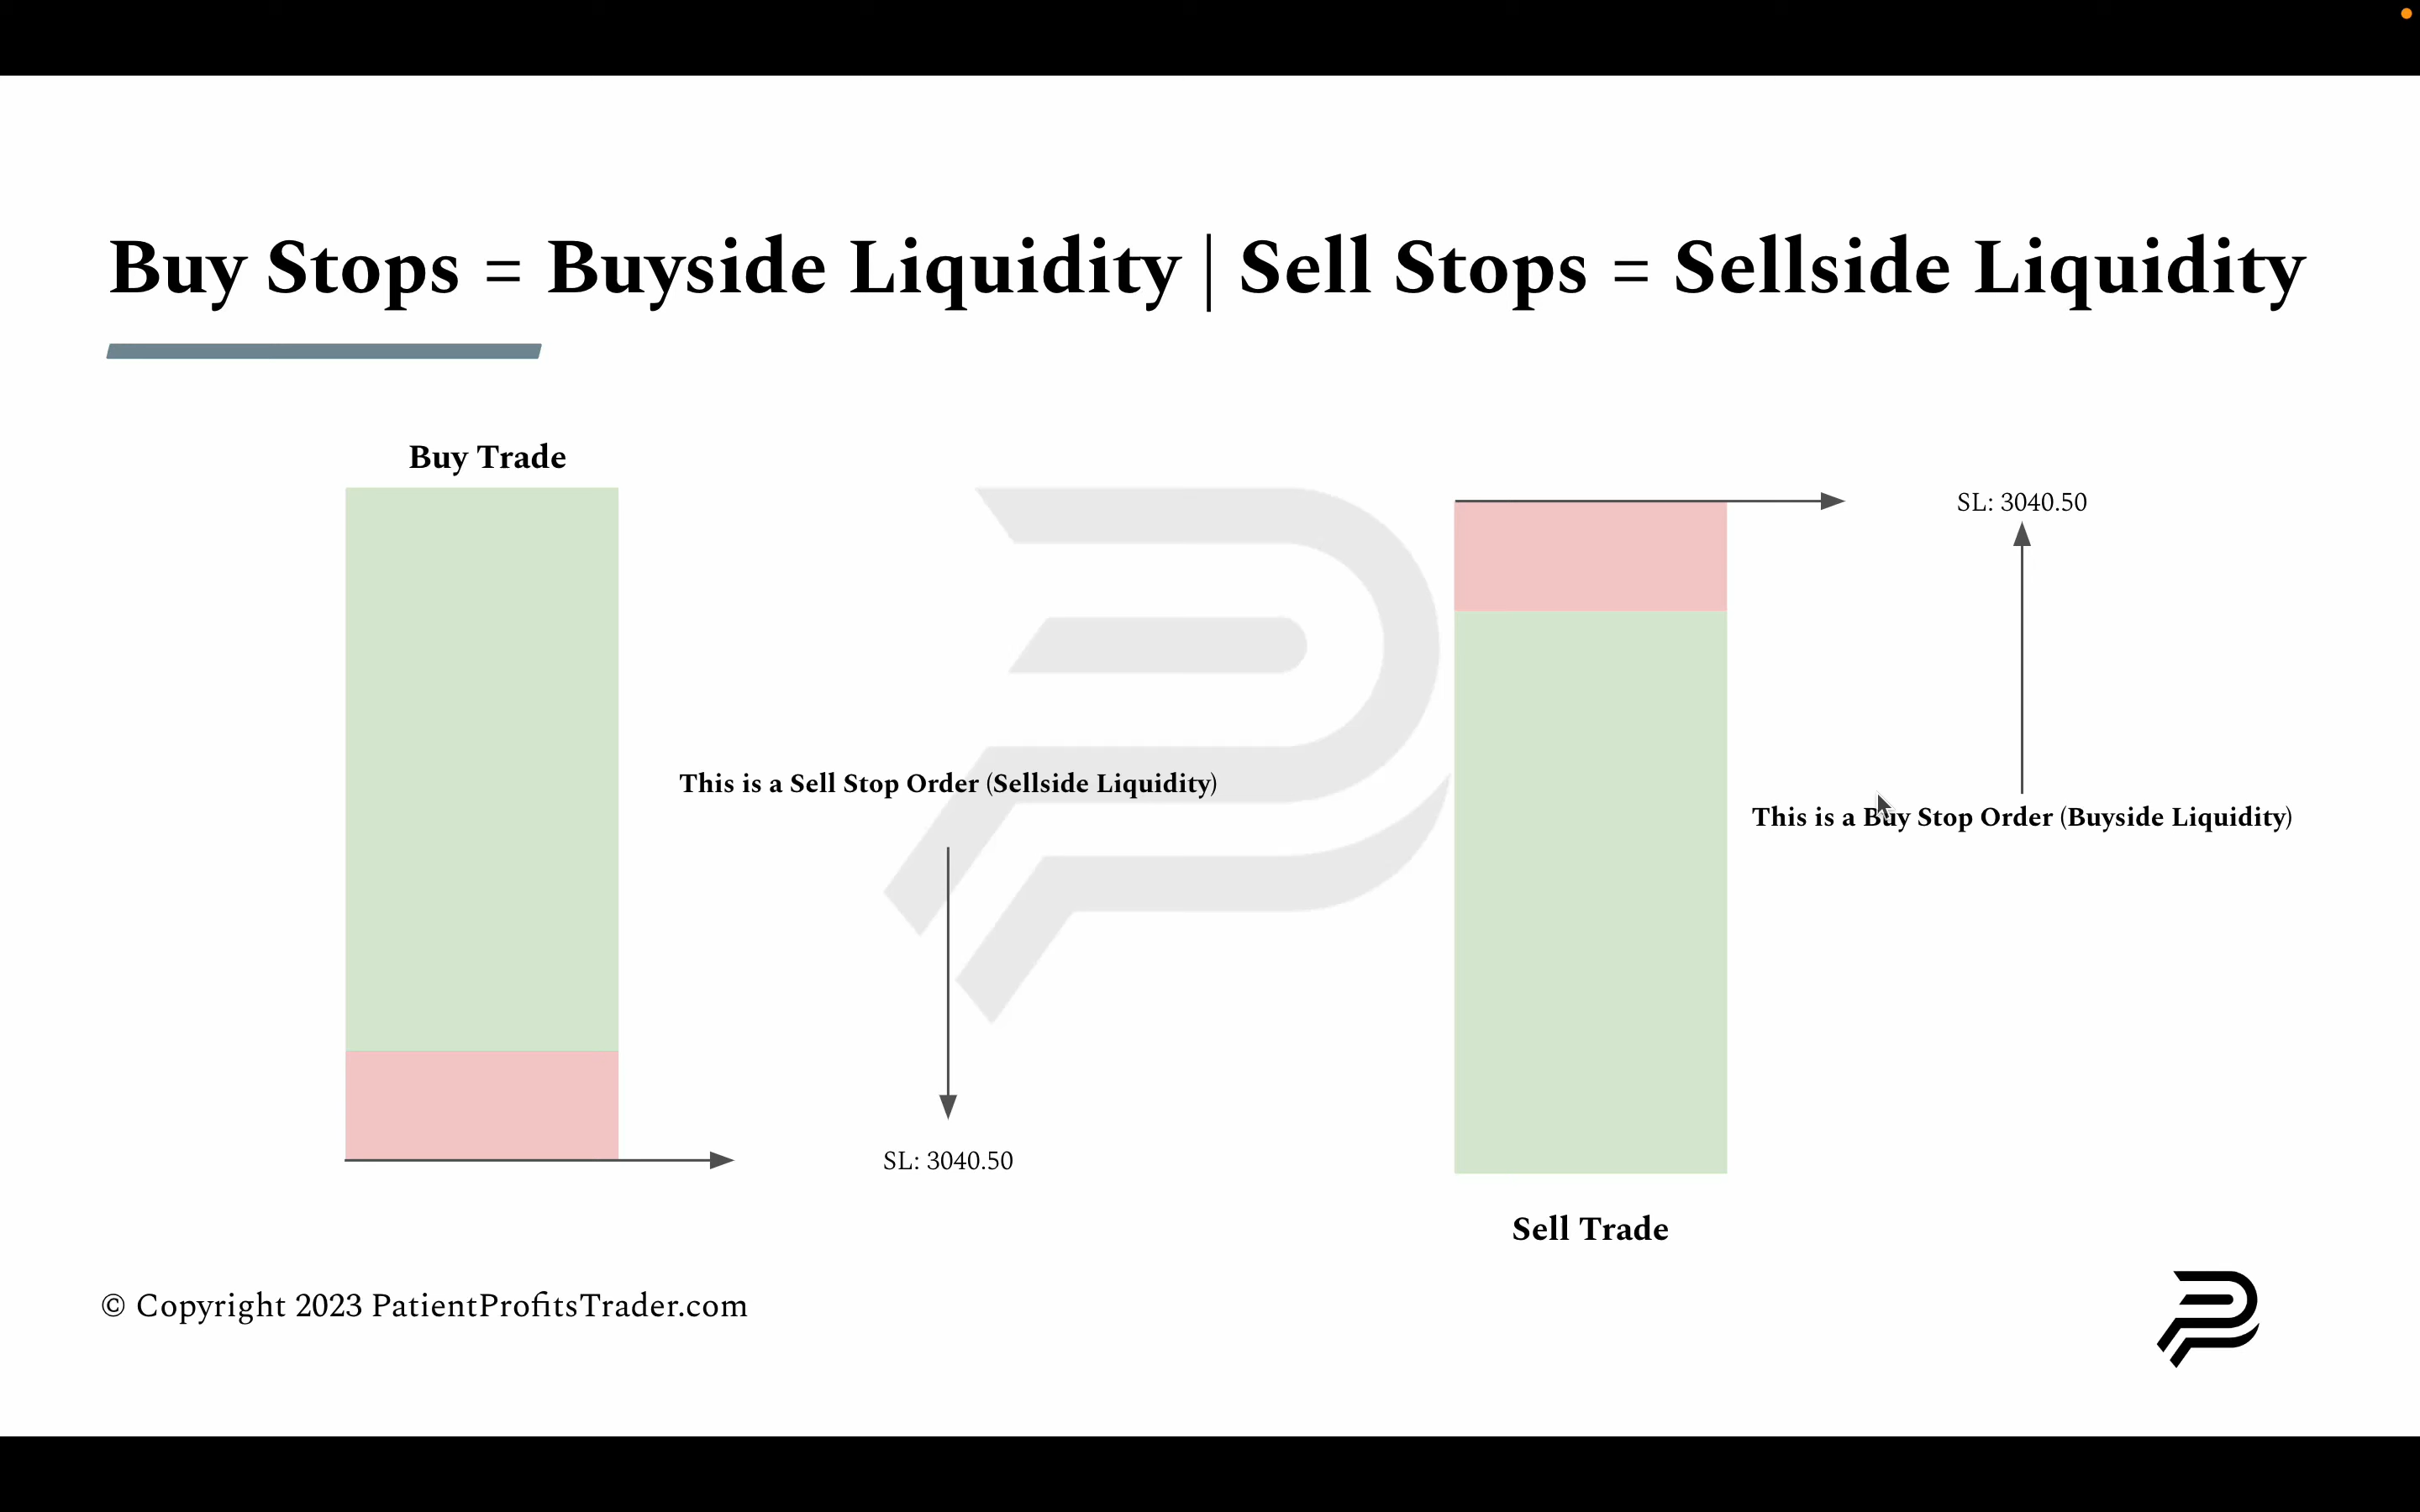 Buy Stops = Buyside Liquidity | Sell Stops = Sellside Liquidity
Buy Trade
This is a Sell Stop Order (Sellside Liquidity)
SL: 3040.50
SL: 3040.50
This is a Buy Stop Order (Buyside Liquidity)
Sell Trade
© Copyright 2023 PatientProfitsTrader.com